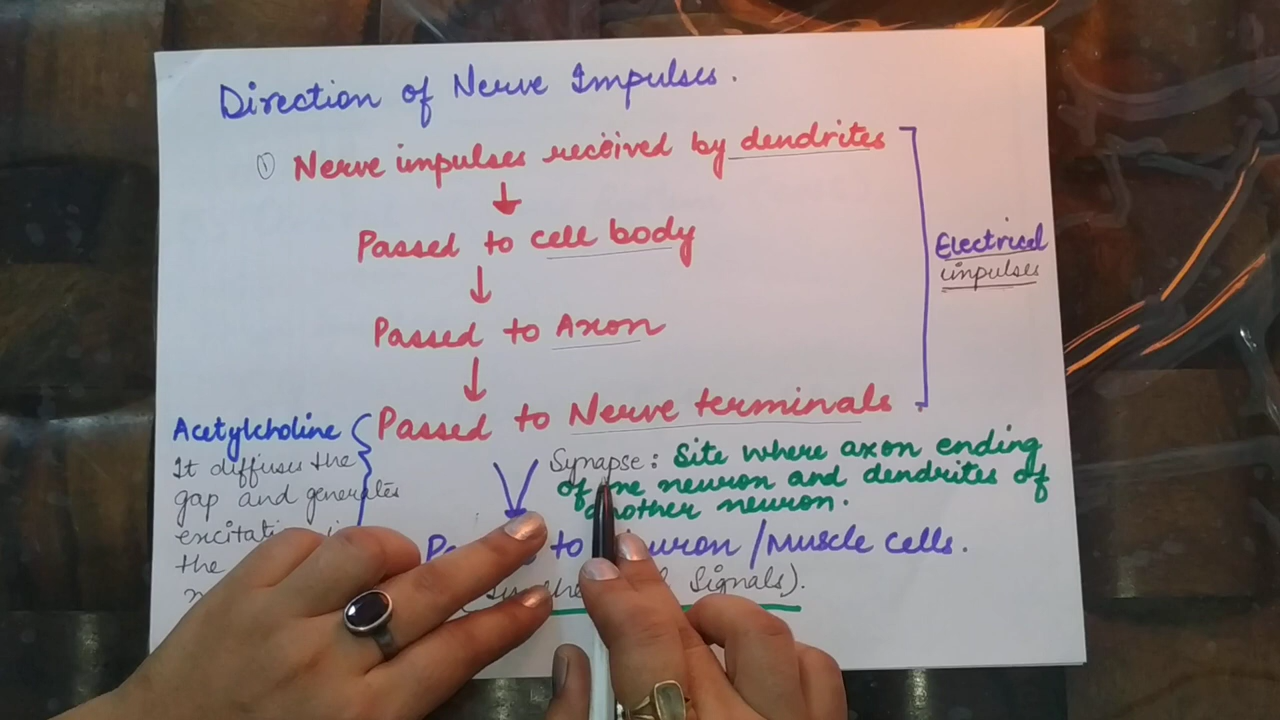 Direction of Nerve Impulses.
① Nerve impulses received by dendrites
↓
Passed to cell body
↓
Passed to Axon
↓
Passed to Nerve terminals
Electrical
impulses
Acetylcholine
It diffuses the
gap and generates
the
Synapse: Site where axon ending
of one neuron and dendrites of
another neuron.
to /Muscle cells.
Signals).